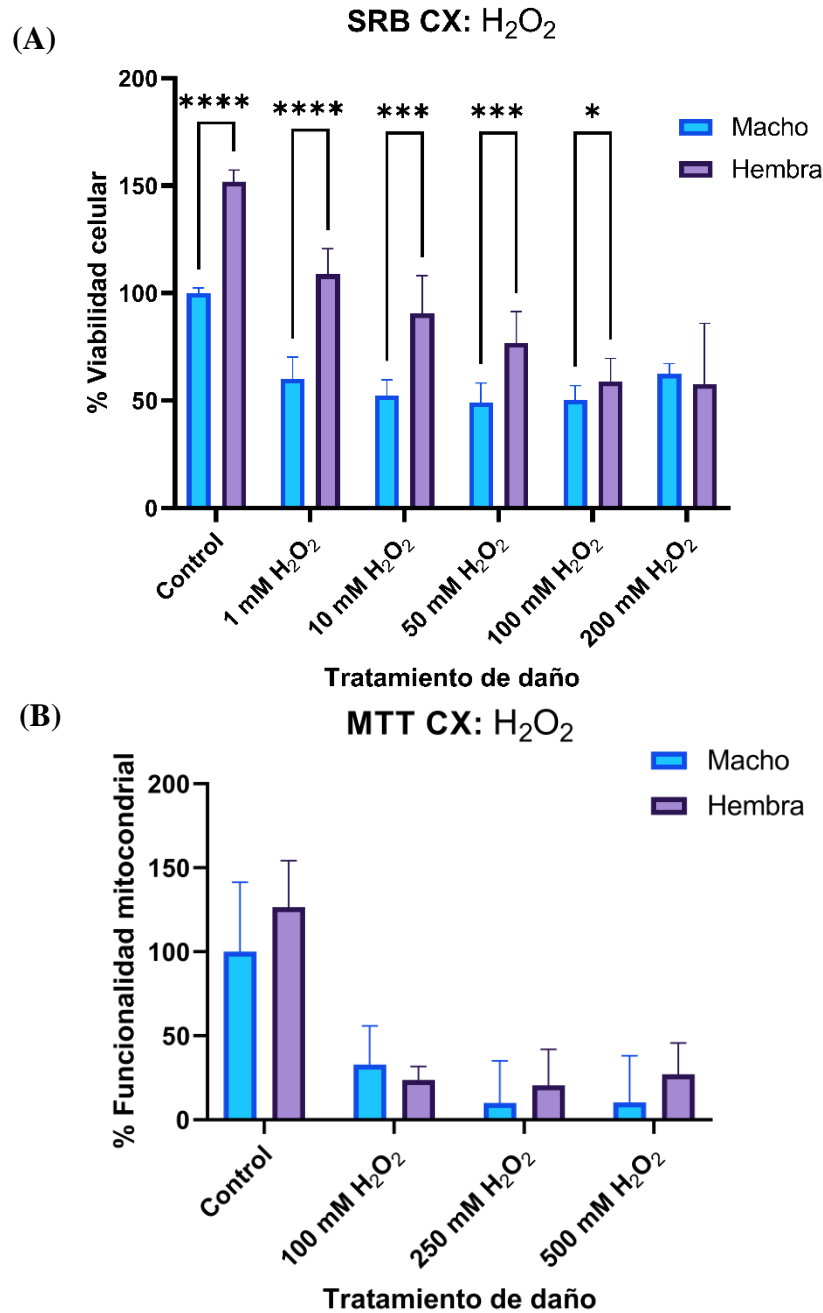 (A)
SRB CX: H₂O₂
% Viabilidad celular
200
150
100
50
0
**** **** *** *** *
Macho
Hembra
Control 1 mM H₂O₂ 10 mM H₂O₂ 50 mM H₂O₂ 100 mM H₂O₂ 200 mM H₂O₂
Tratamiento de daño
(B)
MTT CX: H₂O₂
% Funcionalidad mitocondrial
200
150
100
50
0
Macho
Hembra
Control 100 mM H₂O₂ 250 mM H₂O₂ 500 mM H₂O₂
Tratamiento de daño